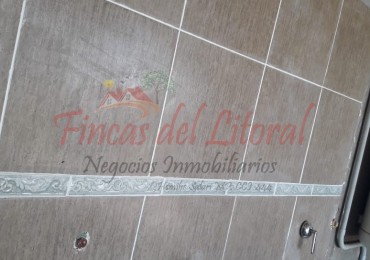 Fincas del Litoral
Negocios Inmobiliarios